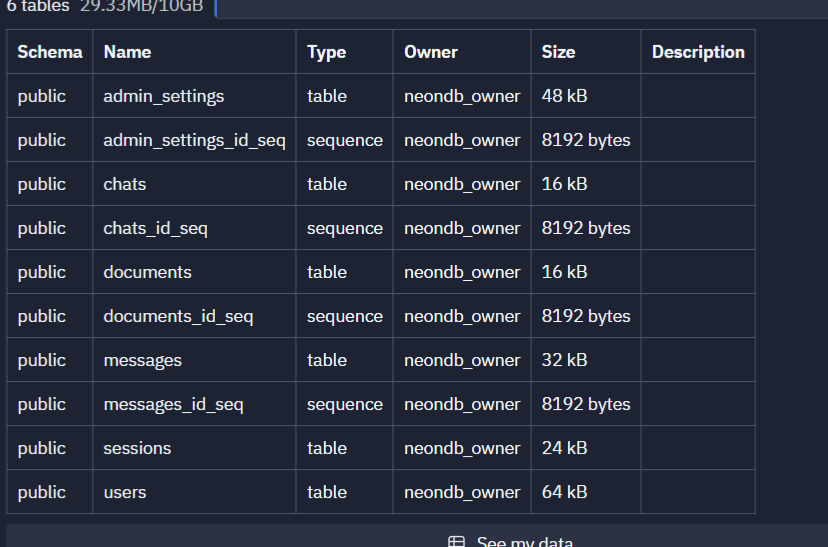 6 tables 29.33MB/10GB
Schema Name Type Owner Size Description
public admin_settings table neondb_owner 48 kB
public admin_settings_id_seq sequence neondb_owner 8192 bytes
public chats table neondb_owner 16 kB
public chats_id_seq sequence neondb_owner 8192 bytes
public documents table neondb_owner 16 kB
public documents_id_seq sequence neondb_owner 8192 bytes
public messages table neondb_owner 32 kB
public messages_id_seq sequence neondb_owner 8192 bytes
public sessions table neondb_owner 24 kB
public users table neondb_owner 64 kB
See my data